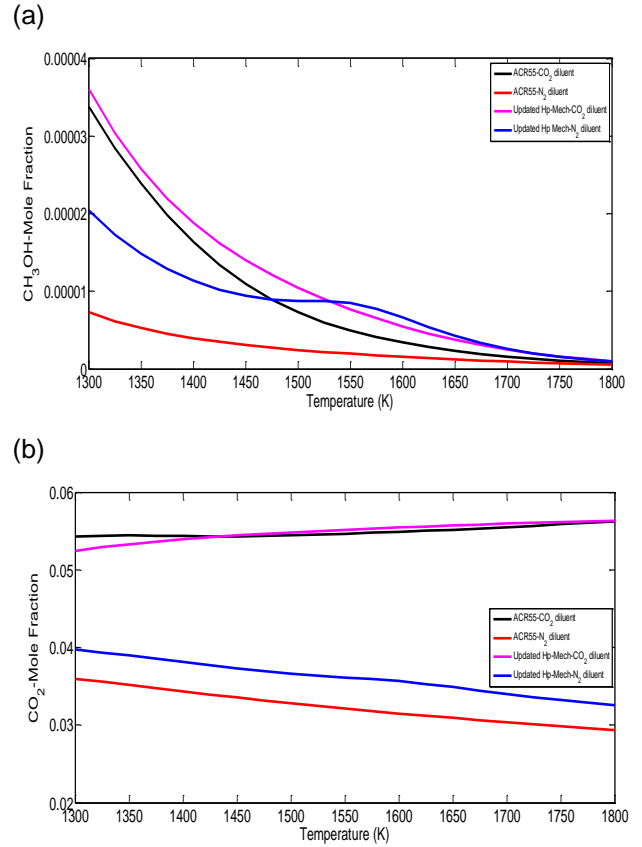 (a)
0.00004
0.00003
0.00002
0.00001
0
CH₃OH-Mole Fraction
ACR55-CO₂ diluent
ACR55-N₂ diluent
Updated Hp-Mech-CO₂ diluent
Updated Hp Mech-N₂ diluent
1300 1350 1400 1450 1500 1550 1600 1650 1700 1750 1800
Temperature (K)
(b)
0.06
0.05
0.04
0.03
0.02
CO₂-Mole Fraction
ACR55-CO₂ diluent
ACR55-N₂ diluent
Updated Hp-Mech-CO₂ diluent
Updated Hp-Mech-N₂ diluent
1300 1350 1400 1450 1500 1550 1600 1650 1700 1750 1800
Temperature (K)